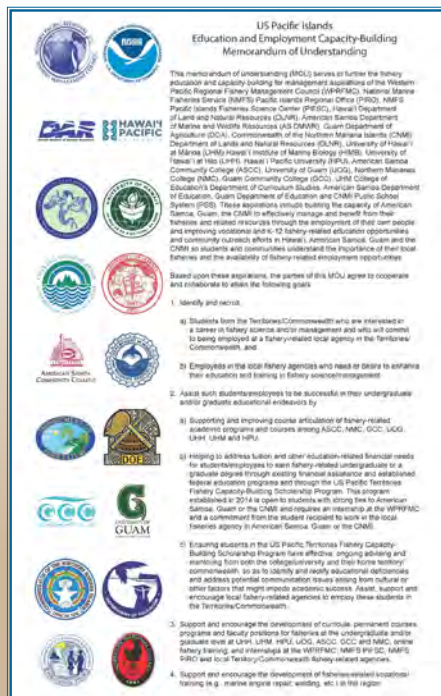 US Pacific Islands
Education and Employment Capacity-Building
Memorandum of Understanding
This memorandum of understanding (MOU) serves to further the fishery
education and capacity-building for management aspirations of the Western
Pacific Regional Fishery Management Council (WPRFMC), National Marine
Fisheries Service (NMFS) Pacific Islands Regional Office (PIRO), NMFS
Pacific Islands Fisheries Science Center (PIFSC), Hawai'i Department
of Land and Natural Resources (DLNR), American Samoa Department
of Marine and Wildlife Resources (AS DMWR), Guam Department of
Agriculture (DOA), Commonwealth of the Northern Mariana Islands (CNMI)
Department of Lands and Natural Resources (DLNR), University of Hawai'i
at Mānoa (UHM) Hawai'i Institute of Marine Biology (HIMB), University of
Hawai'i at Hilo (UHH), Hawai'i Pacific University (HPU), American Samoa
Community College (ASCC), University of Guam (UOG), Northern Marianas
College (NMC), Guam Community College (GCC), UHM College of
Education's Department of Curriculum Studies, American Samoa Department
of Education, Guam Department of Education and CNMI Public School
System (PSS). These aspirations include building the capacity of American
Samoa, Guam, the CNMI to effectively manage and benefit from their
fisheries and related resources through the employment of their own people
and improving vocational and K-12 fishery-related education opportunities
and community outreach efforts in Hawai'i, American Samoa, Guam and the
CNMI so students and communities understand the importance of their local
fisheries and the availability of fishery-related employment opportunities.
Based upon these aspirations, the parties of this MOU agree to cooperate
and collaborate to attain the following goals:
1. Identify and recruit
a) Students from the Territories/Commonwealth who are interested in
a career in fishery science and/or management and who will commit
to being employed at a fishery-related local agency in the Territories/
Commonwealth, and
b) Employees in the local fishery agencies who need or desire to enhance
their education and training in fishery science/management.
2. Assist such students/employees to be successful in their undergraduate
and/or graduate educational endeavors by
a) Supporting and improving course articulation of fishery-related
academic programs and courses among ASCC, NMC, GCC, UOG,
UHH, UHM and HPU.
b) Helping to address tuition and other education-related financial needs
for students/employees to earn fishery-related undergraduate or a
graduate degree through existing financial assistance and established
federal education programs and through the US Pacific Territories
Fishery Capacity-Building Scholarship Program. This program
established in 2014 is open to students with strong ties to American
Samoa, Guam or the CNMI and requires an internship at the WPRFMC
and a commitment from the student recipient to work in the local
fisheries agency in American Samoa, Guam or the CNMI.
c) Ensuring students in the US Pacific Territories Fishery Capacity-
Building Scholarship Program have effective, ongoing advising and
mentoring from both the college/university and their home territory/
commonwealth, so as to identify and rectify educational deficiencies
and address potential communication issues arising from cultural or
other factors that might impede academic success. Assist, support and
encourage local fishery-related agencies to employ these students in
the Territories/Commonwealth.
3. Support and encourage the development of curricula, permanent courses,
programs and faculty positions for fisheries at the undergraduate and/or
graduate level at UHH, UHM, HPU, UOG, ASCC, GCC and NMC, online
fishery training, and internships at WPRFMC, NMFS PIFSC, NMFS
PIRO and local Territory/Commonwealth fishery-related agencies.
4. Support and encourage the development of fisheries-related vocational
training (e.g., marine engine repair, welding, etc.) in the region.
NOAA
DAR
HAWAI'I
PACIFIC
AMERICAN SAMOA
COMMUNITY COLLEGE
DOE
GCC
UNIVERSITY OF
GUAM